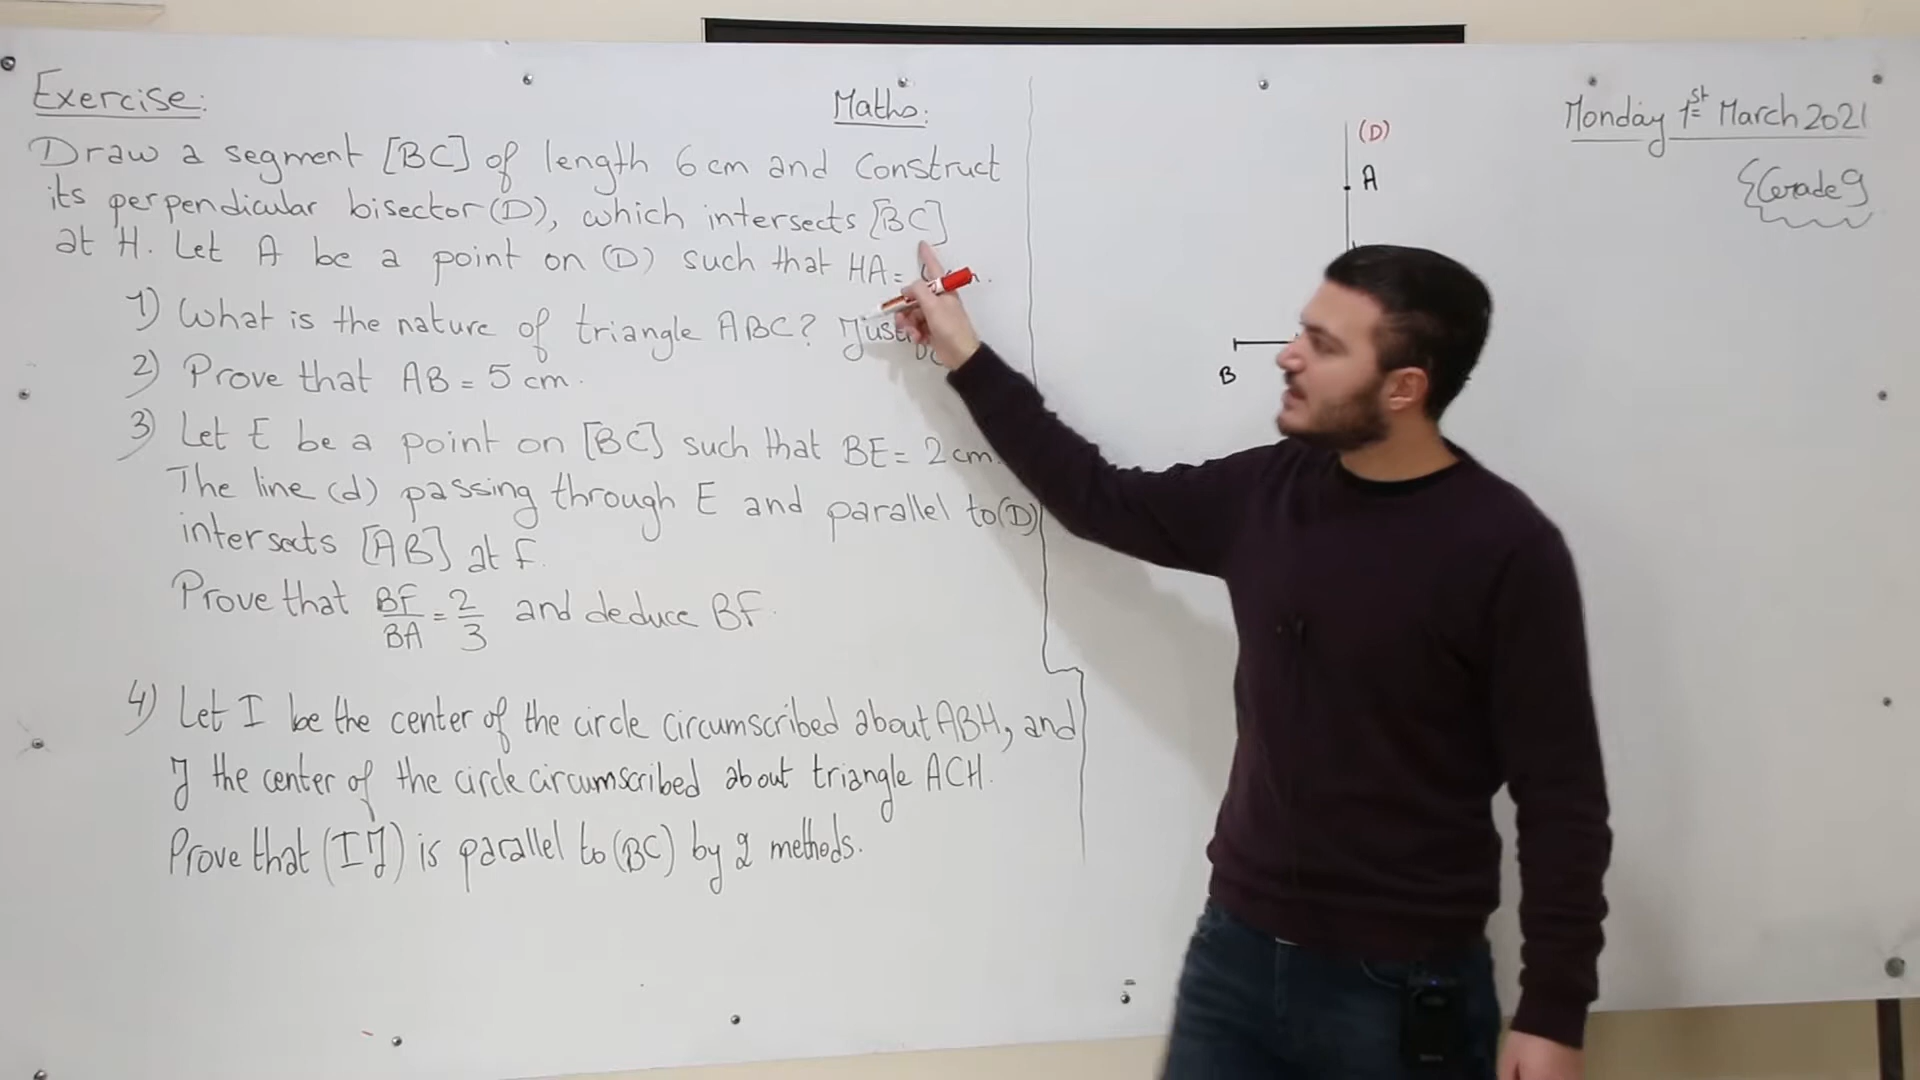 Exercise:
Maths:
Draw a segment [BC] of length 6 cm and construct
its perpendicular bisector (D), which intersects [BC]
at H. Let A be a point on (D) such that HA =
1) What is the nature of triangle ABC?
2) Prove that AB = 5 cm.
3) Let E be a point on [BC] such that BE = 2 cm.
The line (d) passing through E and parallel to (D)
intersects [AB] at F.
Prove that BF/BA = 2/3 and deduce BF.
4) Let I be the center of the circle circumscribed about ABH, and
J the center of the circle circumscribed about triangle ACH.
Prove that (IJ) is parallel to (BC) by 2 methods.
(D)
A
B
Monday 1st March 2021
Grade 9